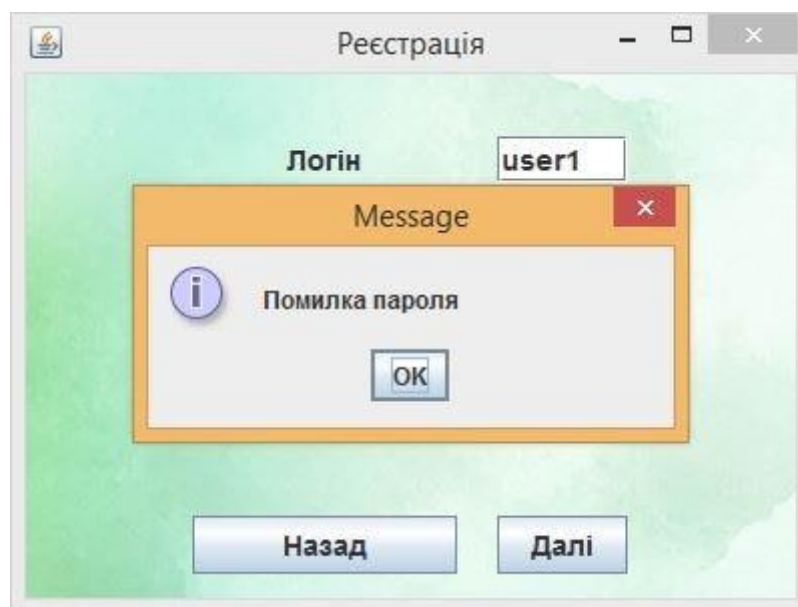 Реєстрація
Логін user1
Message
i
Помилка пароля
OK
Назад Далі